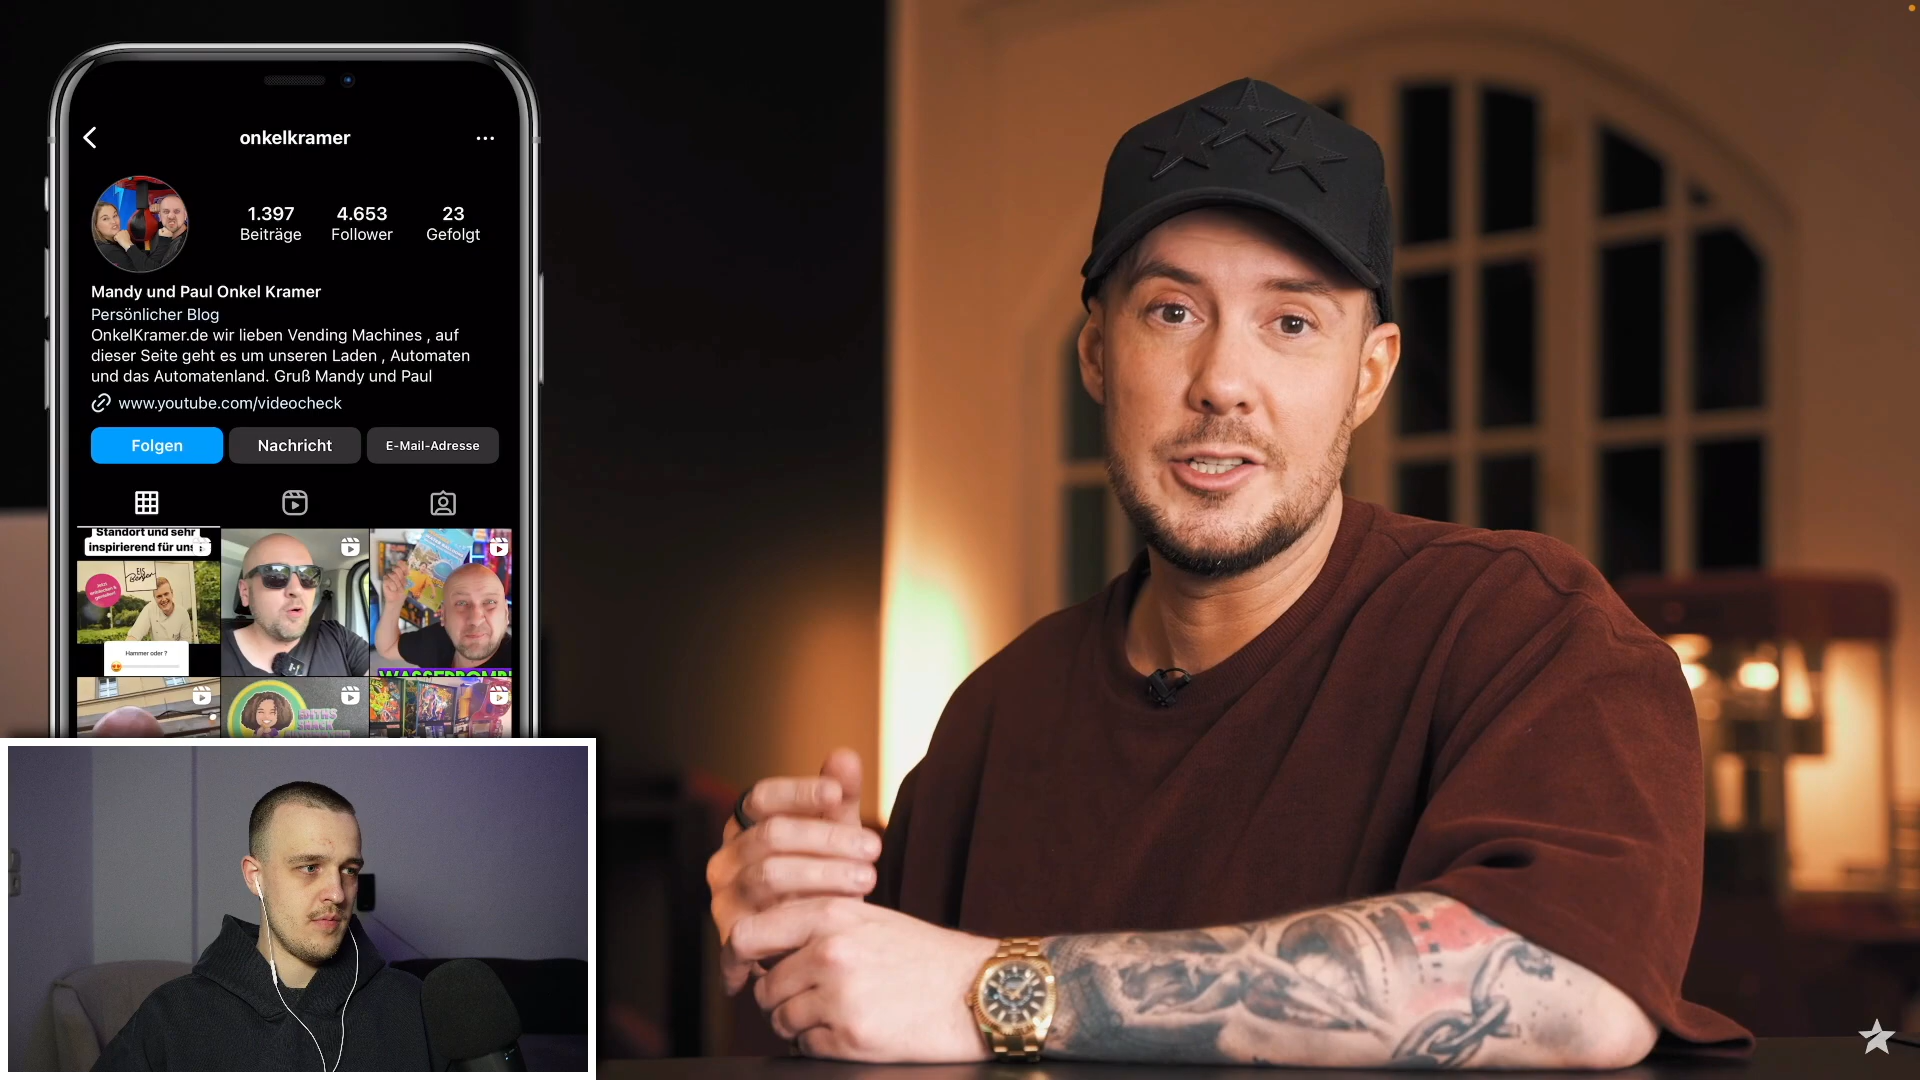 onkelkramer
1.397 4.653 23
Beiträge Follower Gefolgt
Mandy und Paul Onkel Kramer
Persönlicher Blog
OnkelKramer.de wir lieben Vending Machines , auf
dieser Seite geht es um unseren Laden , Automaten
und das Automatenland. Gruß Mandy und Paul
www.youtube.com/videocheck
Folgen Nachricht E-Mail-Adresse
Standort und sehr
inspirierend für uns
EIS
Hammer oder ?